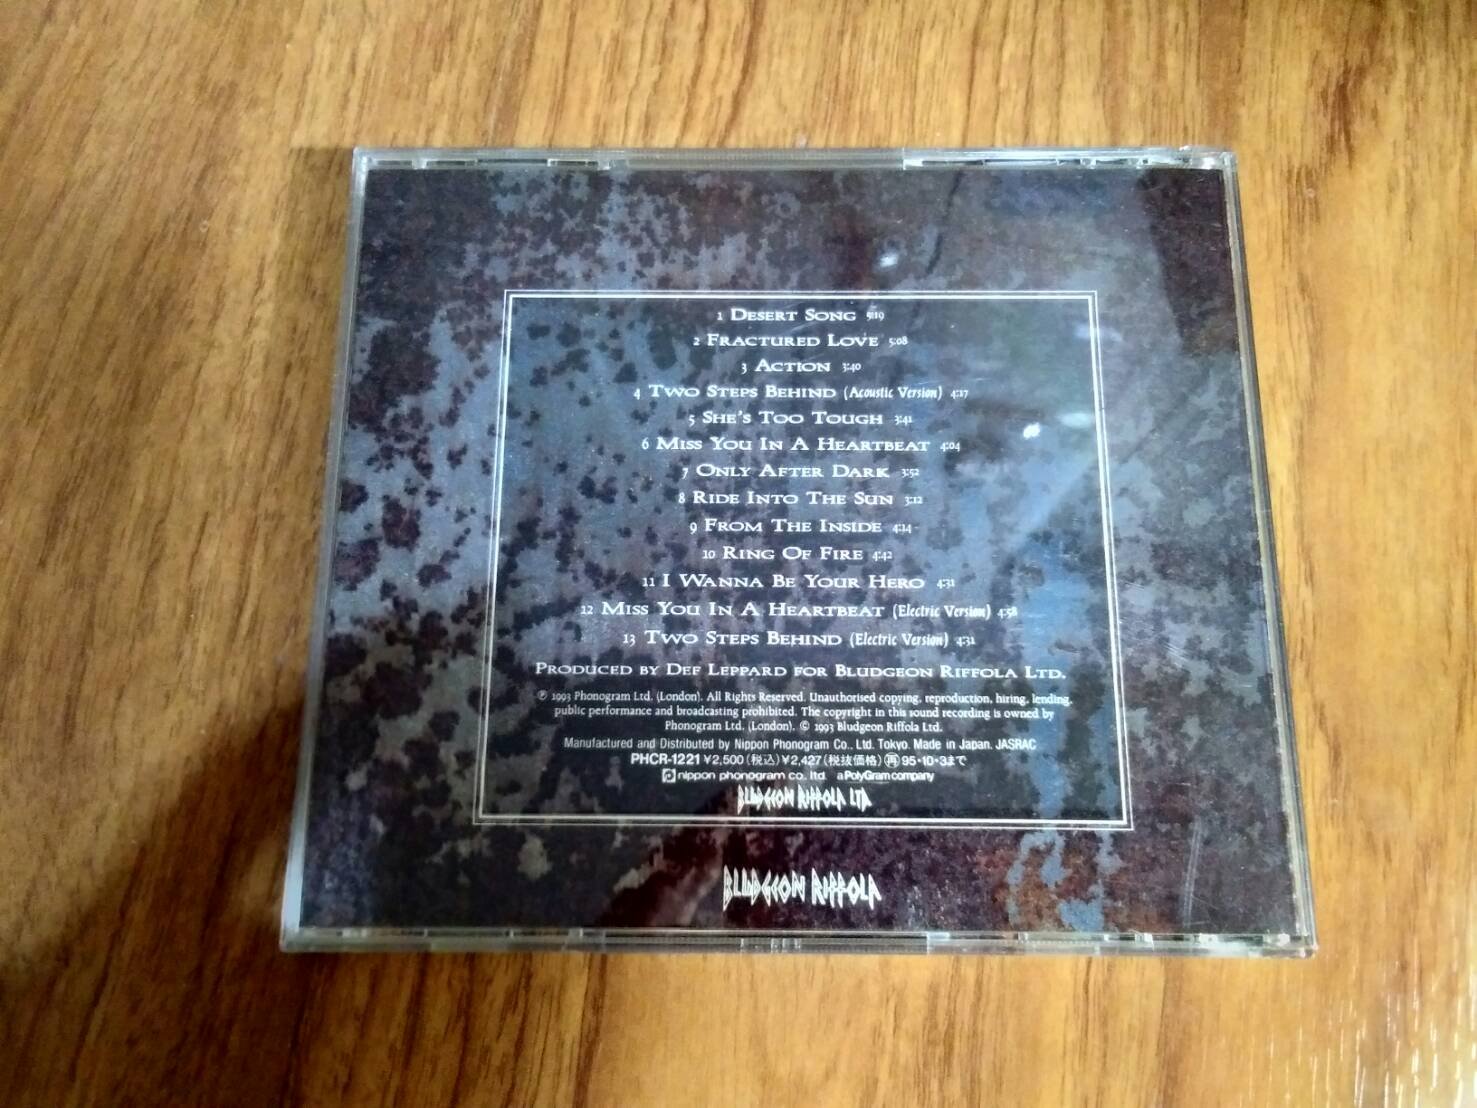 1 DESERT SONG 5:19
2 FRACTURED LOVE 5:08
3 ACTION 3:40
4 TWO STEPS BEHIND (Acoustic Version) 4:17
5 SHE'S TOO TOUGH 3:41
6 MISS YOU IN A HEARTBEAT 4:04
7 ONLY AFTER DARK 3:52
8 RIDE INTO THE SUN 3:12
9 FROM THE INSIDE 4:14
10 RING OF FIRE 4:42
11 I WANNA BE YOUR HERO 4:31
12 MISS YOU IN A HEARTBEAT (Electric Version) 4:58
13 TWO STEPS BEHIND (Electric Version) 4:31
PRODUCED BY DEF LEPPARD FOR BLUDGEON RIFFOLA LTD.
℗ 1993 Phonogram Ltd. (London). All Rights Reserved. Unauthorised copying, reproduction, hiring, lending,
public performance and broadcasting prohibited. The copyright in this sound recording is owned by
Phonogram Ltd. (London). © 1993 Bludgeon Riffola Ltd.
Manufactured and Distributed by Nippon Phonogram Co., Ltd. Tokyo. Made in Japan. JASRAC
PHCR-1221 ¥2,500(税込)¥2,427(税抜価格)㊢95・10・3まで
nippon phonogram co., ltd. a PolyGram company
BLUDGEON RIFFOLA LTD
BLUDGEON RIFFOLA